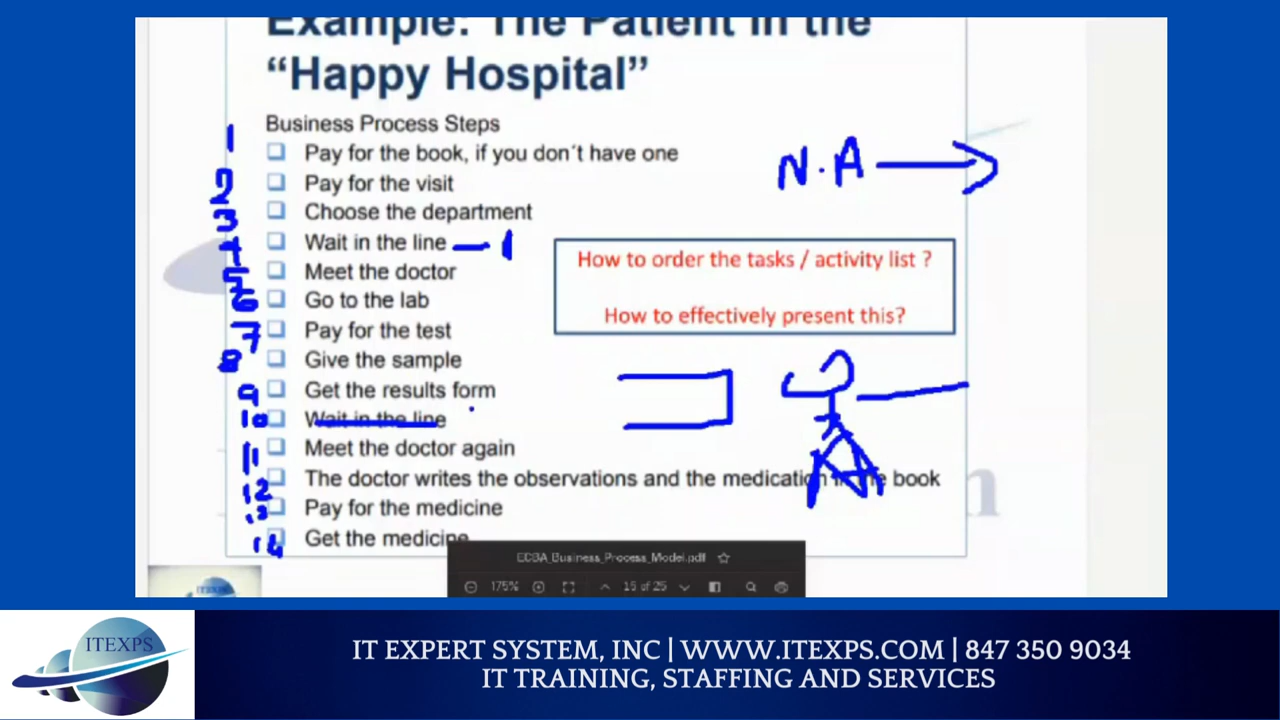 Example: The Patient in the
“Happy Hospital”
Business Process Steps
1 Pay for the book, if you don´t have one
2 Pay for the visit
3 Choose the department
4 Wait in the line — 1
5 Meet the doctor
6 Go to the lab
7 Pay for the test
8 Give the sample
9 Get the results form
10 Wait in the line
11 Meet the doctor again
12 The doctor writes the observations and the medication in the book
13 Pay for the medicine
14 Get the medicine
N.A
How to order the tasks / activity list ?
How to effectively present this?
ECBA_Business_Process_Model.pdf
175% 15 of 25
ITEXPS
ITEXPS
IT EXPERT SYSTEM, INC | WWW.ITEXPS.COM | 847 350 9034
IT TRAINING, STAFFING AND SERVICES